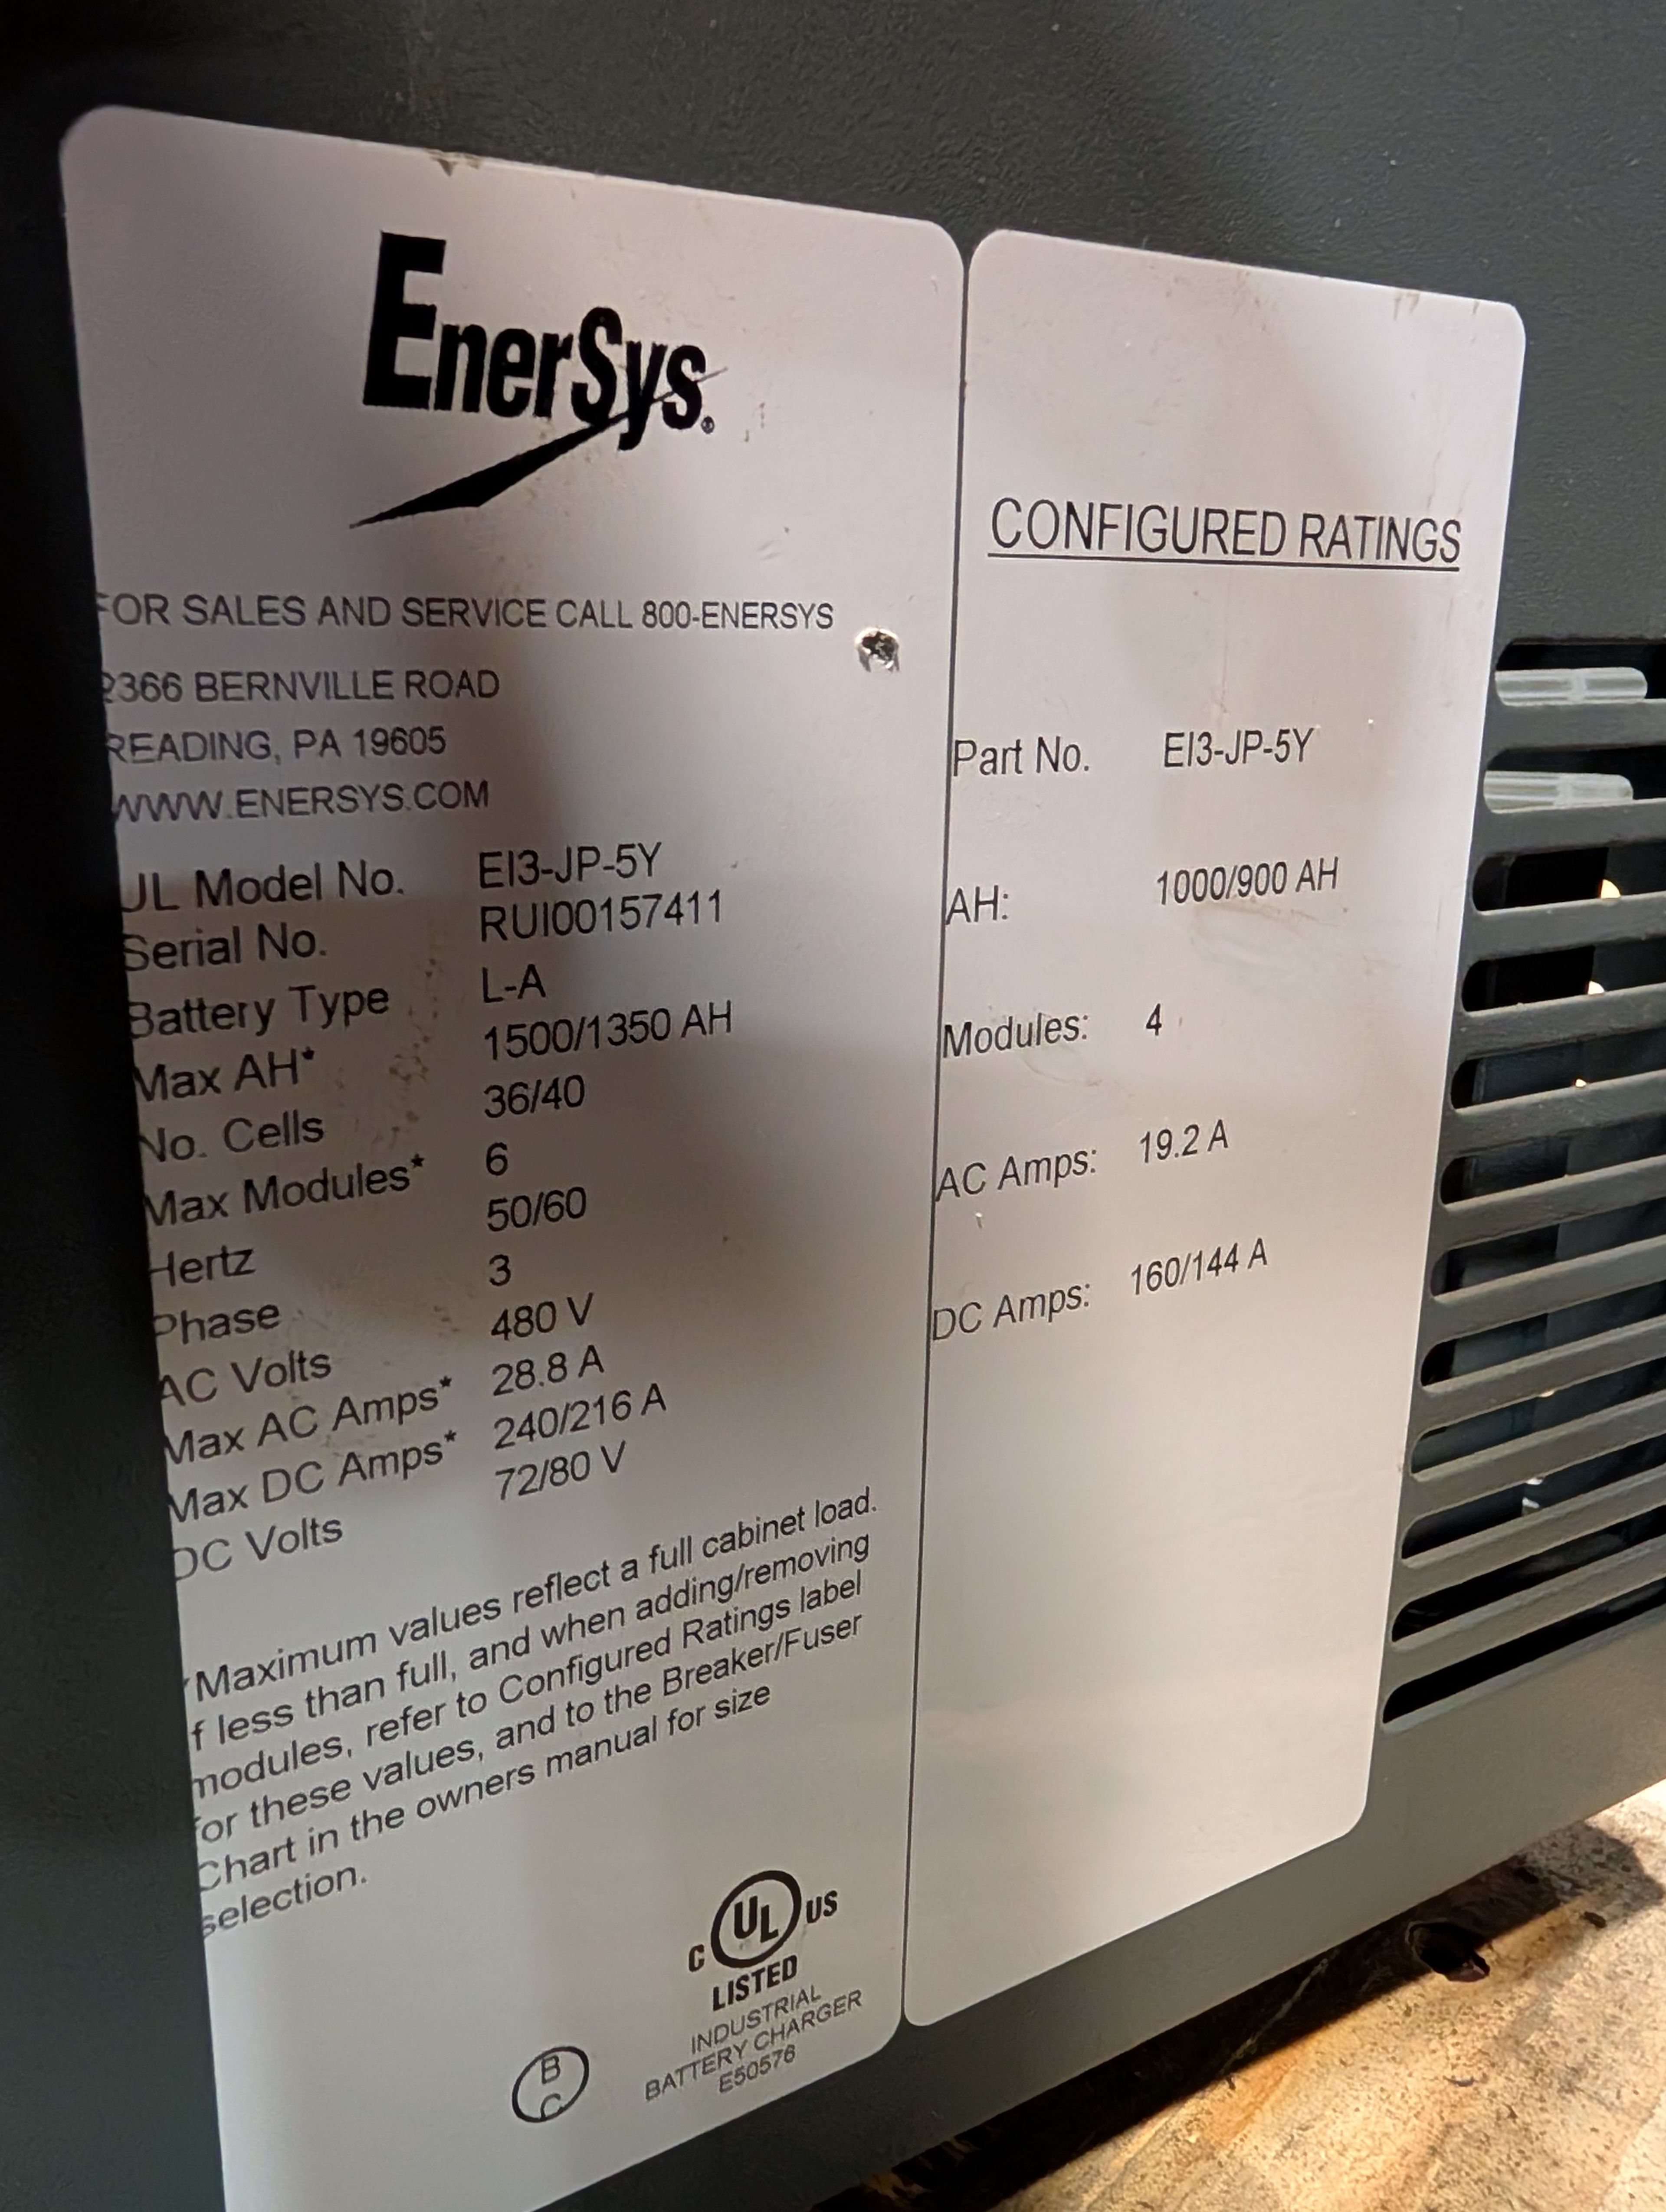 EnerSys®
FOR SALES AND SERVICE CALL 800-ENERSYS
2366 BERNVILLE ROAD
READING, PA 19605
WWW.ENERSYS.COM
UL Model No. EI3-JP-5Y
Serial No. RUI00157411
Battery Type L-A
Max AH* 1500/1350 AH
No. Cells 36/40
Max Modules* 6
Hertz 50/60
Phase 3
AC Volts 480 V
Max AC Amps* 28.8 A
Max DC Amps* 240/216 A
DC Volts 72/80 V
*Maximum values reflect a full cabinet load.
f less than full, and when adding/removing
modules, refer to Configured Ratings label
for these values, and to the Breaker/Fuser
Chart in the owners manual for size
selection.
C UL US
LISTED
INDUSTRIAL
BATTERY CHARGER
E50576
B
C
CONFIGURED RATINGS
Part No. EI3-JP-5Y
AH: 1000/900 AH
Modules: 4
AC Amps: 19.2 A
DC Amps: 160/144 A